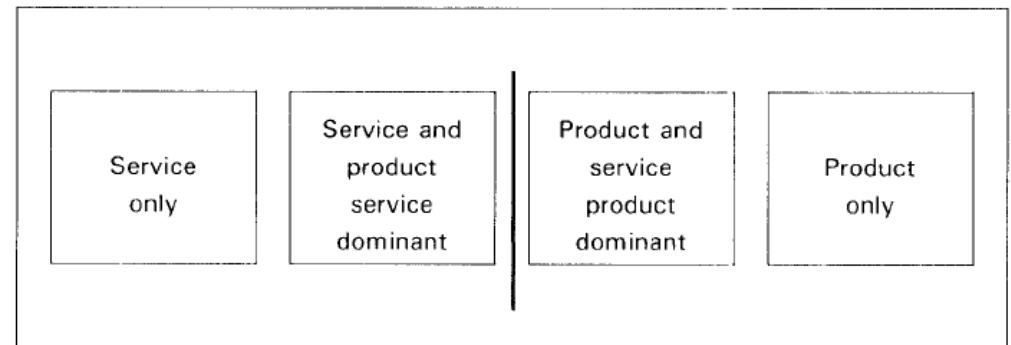 Service
only
Service and
product
service
dominant
Product and
service
product
dominant
Product
only